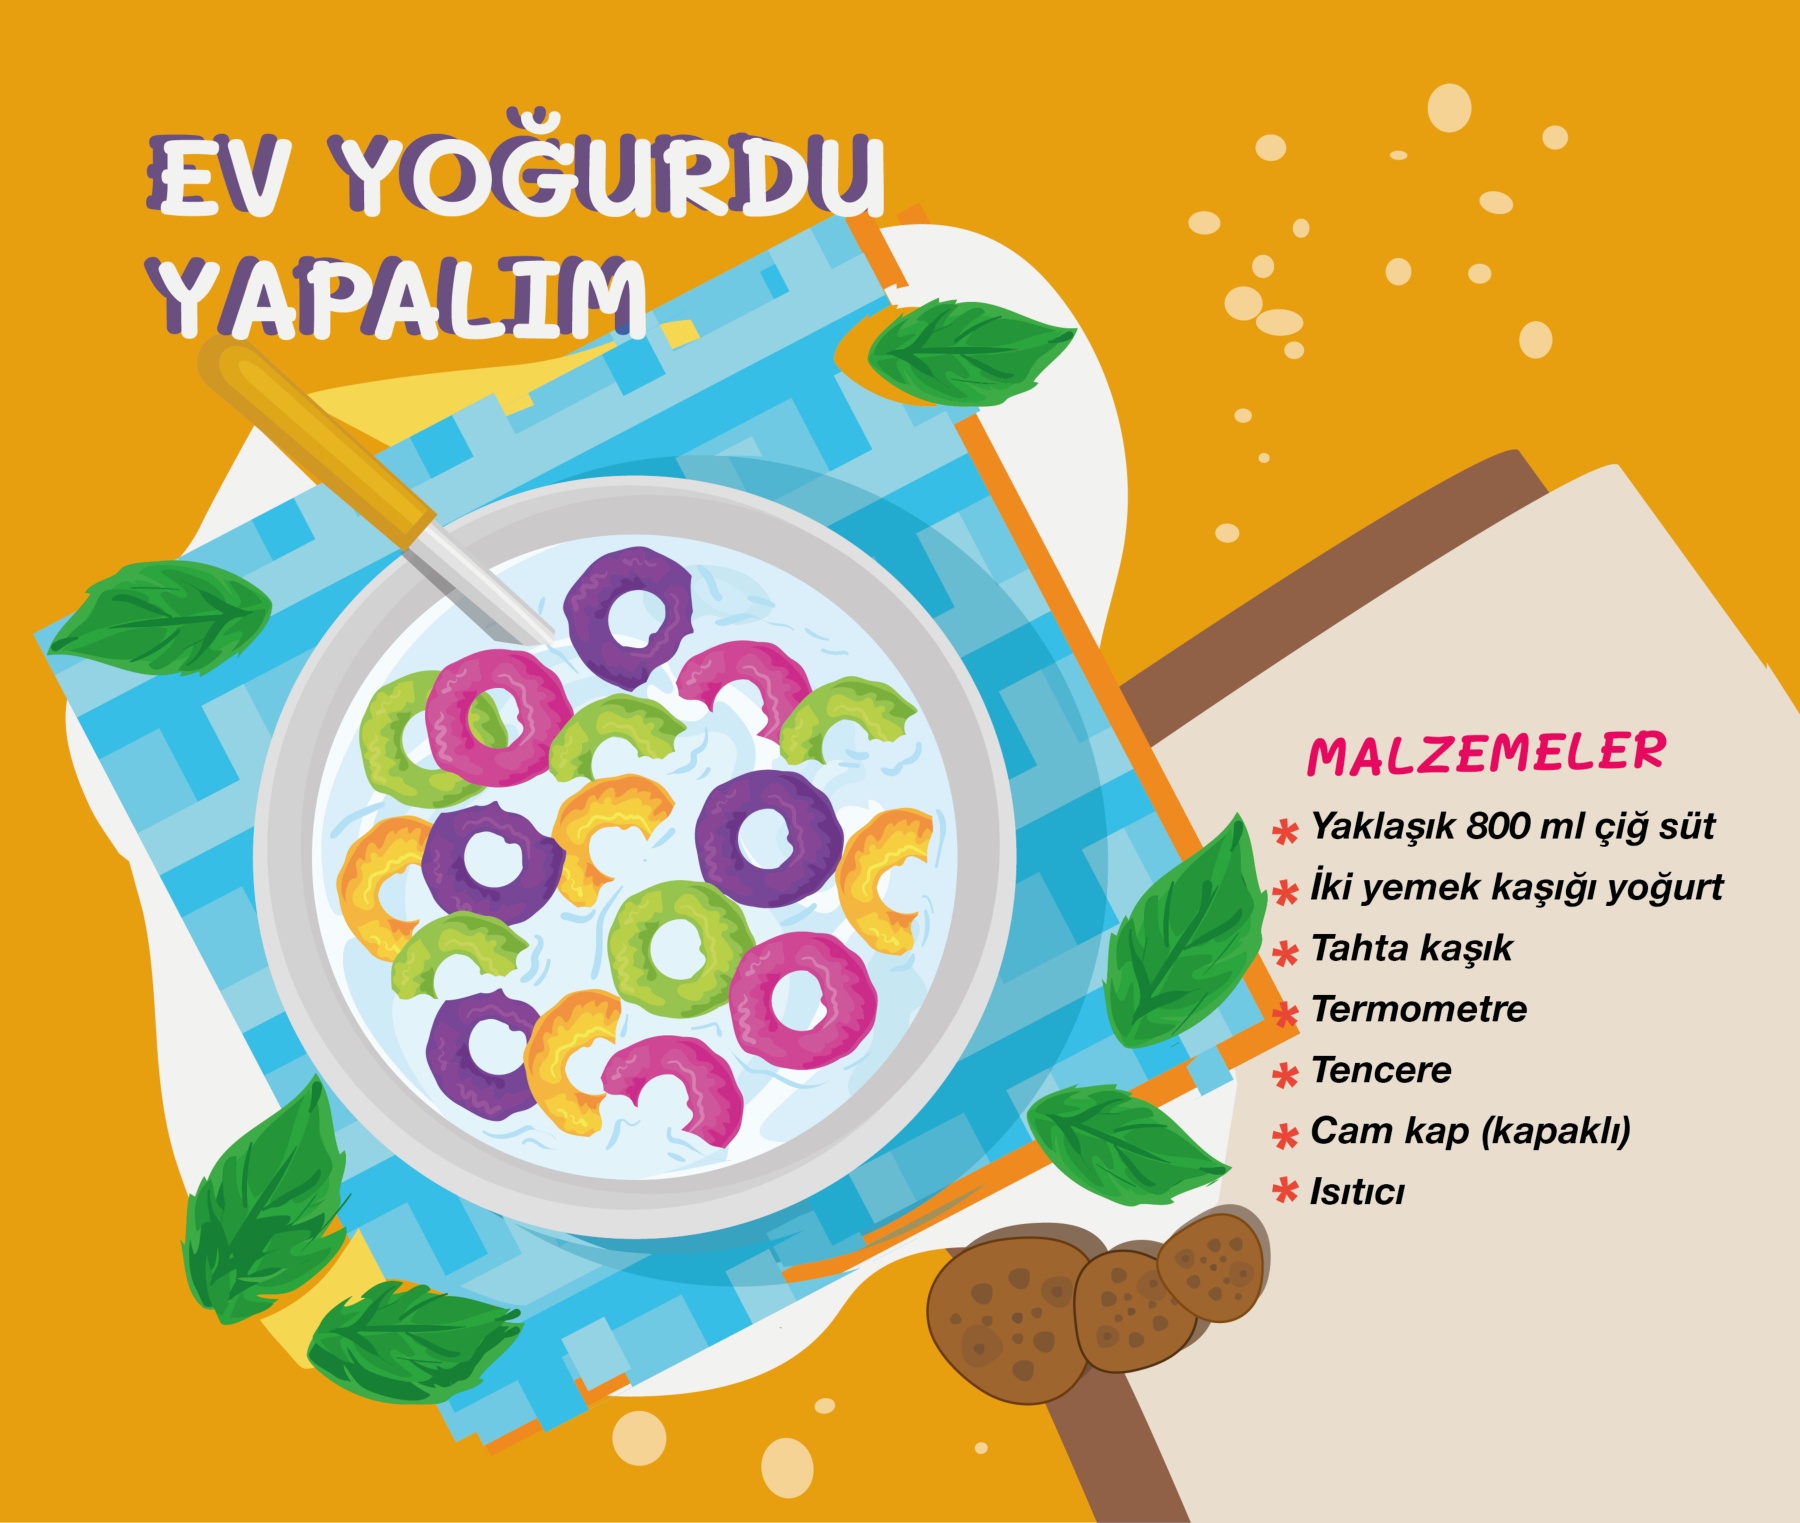 EV YOĞURDU
YAPALIM
MALZEMELER
* Yaklaşık 800 ml çiğ süt
* İki yemek kaşığı yoğurt
* Tahta kaşık
* Termometre
* Tencere
* Cam kap (kapaklı)
* Isıtıcı